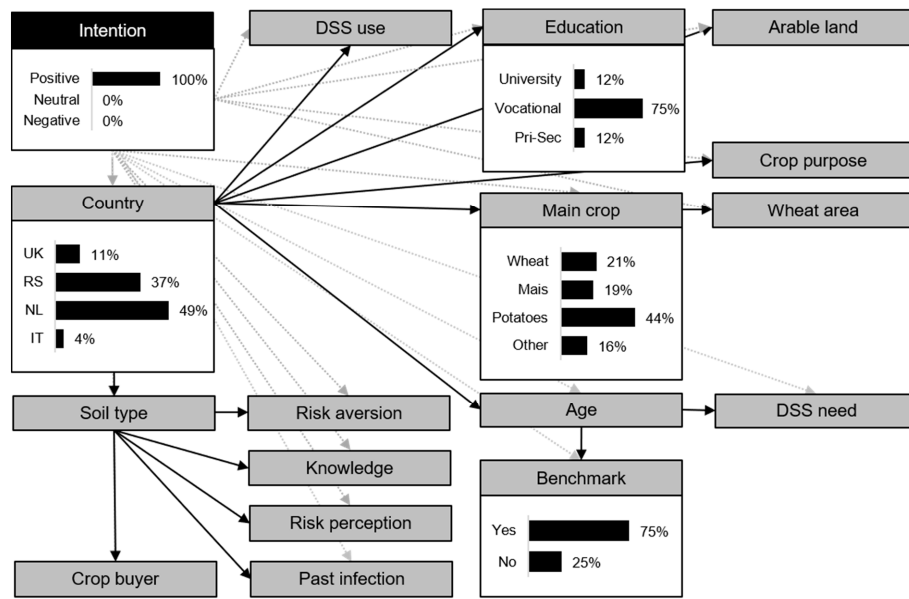 Intention
Positive 100%
Neutral 0%
Negative 0%
DSS use
Education
University 12%
Vocational 75%
Pri-Sec 12%
Arable land
Crop purpose
Country
UK 11%
RS 37%
NL 49%
IT 4%
Main crop
Wheat 21%
Mais 19%
Potatoes 44%
Other 16%
Wheat area
Soil type
Risk aversion
Age
DSS need
Knowledge
Benchmark
Yes 75%
No 25%
Risk perception
Crop buyer
Past infection